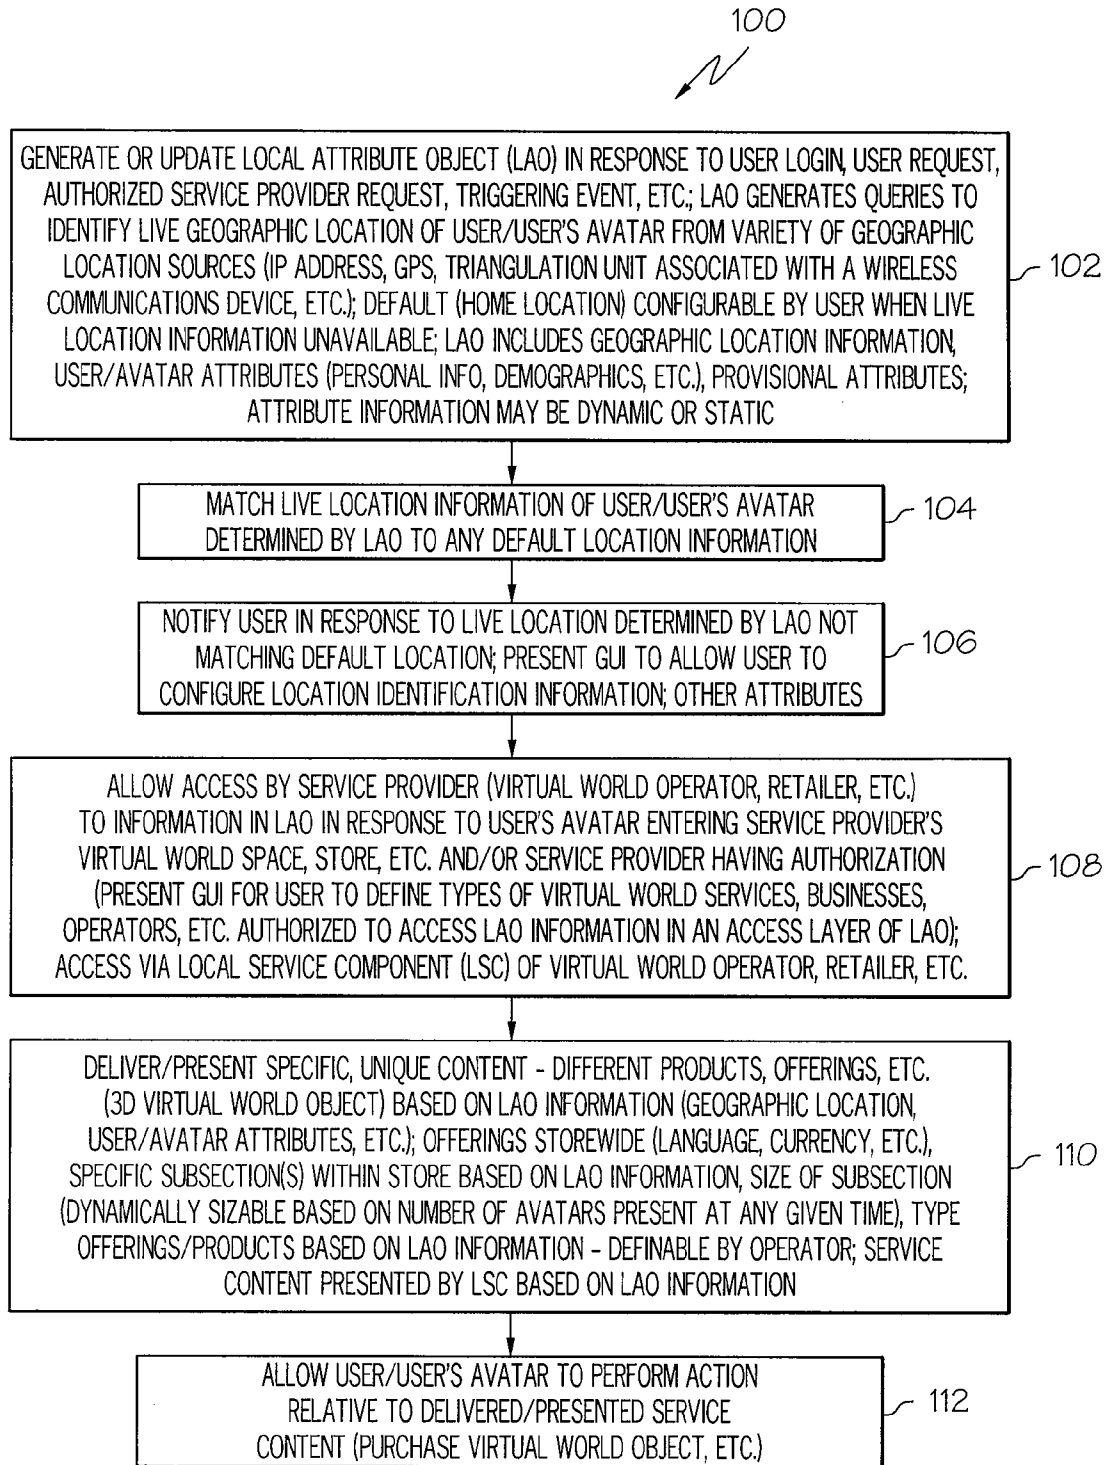 100
GENERATE OR UPDATE LOCAL ATTRIBUTE OBJECT (LAO) IN RESPONSE TO USER LOGIN, USER REQUEST,
AUTHORIZED SERVICE PROVIDER REQUEST, TRIGGERING EVENT, ETC.; LAO GENERATES QUERIES TO
IDENTIFY LIVE GEOGRAPHIC LOCATION OF USER/USER'S AVATAR FROM VARIETY OF GEOGRAPHIC
LOCATION SOURCES (IP ADDRESS, GPS, TRIANGULATION UNIT ASSOCIATED WITH A WIRELESS
COMMUNICATIONS DEVICE, ETC.); DEFAULT (HOME LOCATION) CONFIGURABLE BY USER WHEN LIVE
LOCATION INFORMATION UNAVAILABLE; LAO INCLUDES GEOGRAPHIC LOCATION INFORMATION,
USER/AVATAR ATTRIBUTES (PERSONAL INFO, DEMOGRAPHICS, ETC.), PROVISIONAL ATTRIBUTES;
ATTRIBUTE INFORMATION MAY BE DYNAMIC OR STATIC
102
MATCH LIVE LOCATION INFORMATION OF USER/USER'S AVATAR
DETERMINED BY LAO TO ANY DEFAULT LOCATION INFORMATION
104
NOTIFY USER IN RESPONSE TO LIVE LOCATION DETERMINED BY LAO NOT
MATCHING DEFAULT LOCATION; PRESENT GUI TO ALLOW USER TO
CONFIGURE LOCATION IDENTIFICATION INFORMATION; OTHER ATTRIBUTES
106
ALLOW ACCESS BY SERVICE PROVIDER (VIRTUAL WORLD OPERATOR, RETAILER, ETC.)
TO INFORMATION IN LAO IN RESPONSE TO USER'S AVATAR ENTERING SERVICE PROVIDER'S
VIRTUAL WORLD SPACE, STORE, ETC. AND/OR SERVICE PROVIDER HAVING AUTHORIZATION
(PRESENT GUI FOR USER TO DEFINE TYPES OF VIRTUAL WORLD SERVICES, BUSINESSES,
OPERATORS, ETC. AUTHORIZED TO ACCESS LAO INFORMATION IN AN ACCESS LAYER OF LAO);
ACCESS VIA LOCAL SERVICE COMPONENT (LSC) OF VIRTUAL WORLD OPERATOR, RETAILER, ETC.
108
DELIVER/PRESENT SPECIFIC, UNIQUE CONTENT - DIFFERENT PRODUCTS, OFFERINGS, ETC.
(3D VIRTUAL WORLD OBJECT) BASED ON LAO INFORMATION (GEOGRAPHIC LOCATION,
USER/AVATAR ATTRIBUTES, ETC.); OFFERINGS STOREWIDE (LANGUAGE, CURRENCY, ETC.),
SPECIFIC SUBSECTION(S) WITHIN STORE BASED ON LAO INFORMATION, SIZE OF SUBSECTION
(DYNAMICALLY SIZABLE BASED ON NUMBER OF AVATARS PRESENT AT ANY GIVEN TIME), TYPE
OFFERINGS/PRODUCTS BASED ON LAO INFORMATION - DEFINABLE BY OPERATOR; SERVICE
CONTENT PRESENTED BY LSC BASED ON LAO INFORMATION
110
ALLOW USER/USER'S AVATAR TO PERFORM ACTION
RELATIVE TO DELIVERED/PRESENTED SERVICE
CONTENT (PURCHASE VIRTUAL WORLD OBJECT, ETC.)
112